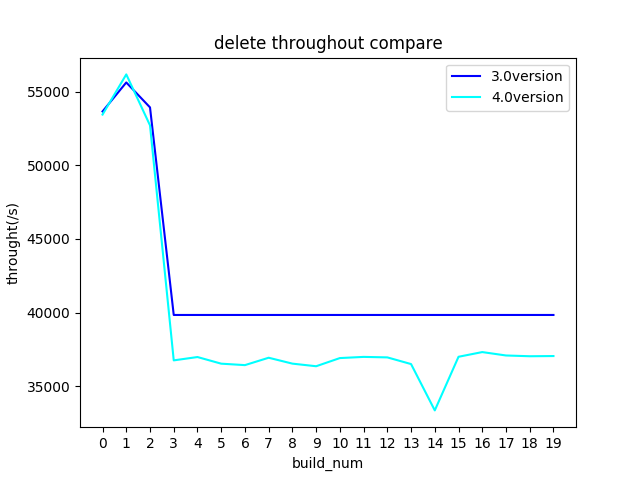 delete throughout compare
3.0version
4.0version
55000
50000
45000
40000
35000
throught(/s)
0 1 2 3 4 5 6 7 8 9 10 11 12 13 14 15 16 17 18 19
build_num